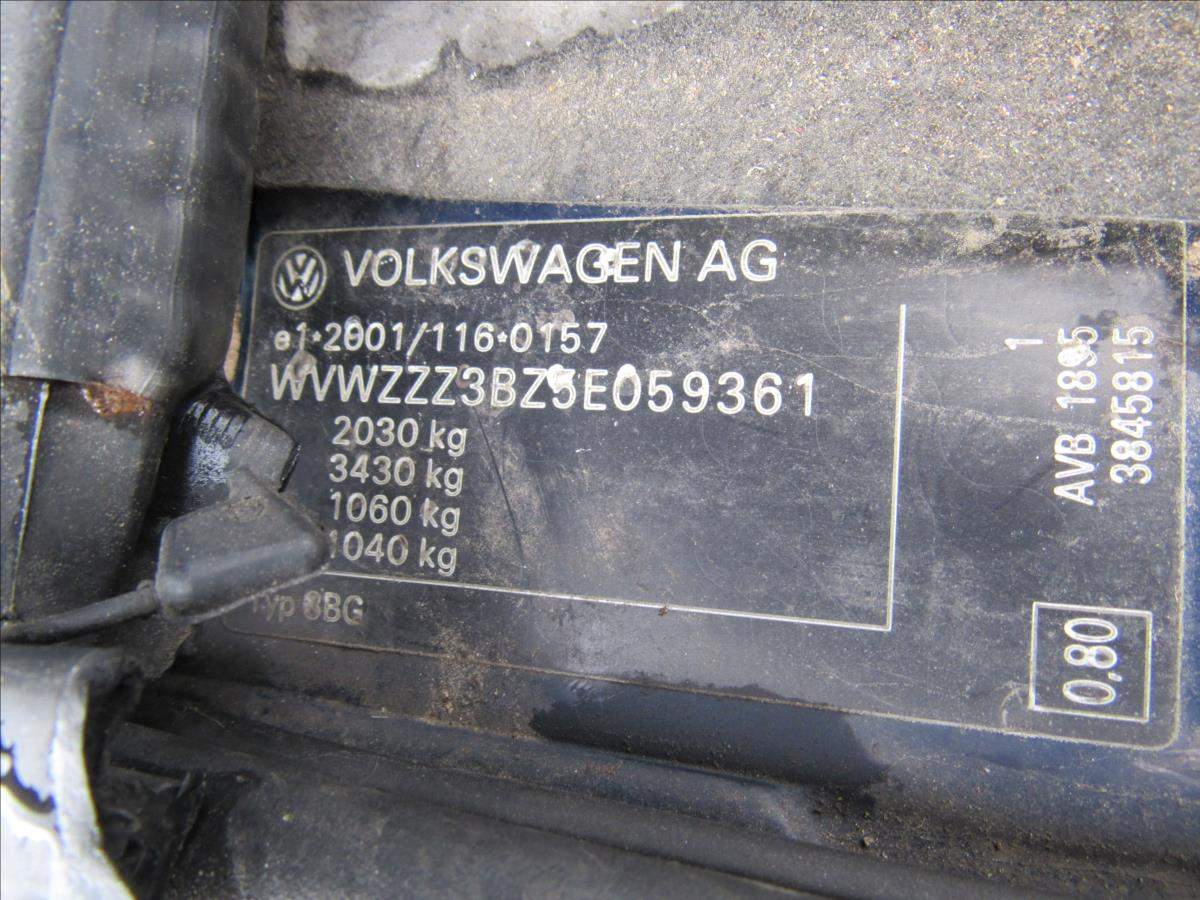 VOLKSWAGEN AG
e1*2001/116*0157
WVWZZZ3BZ5E059361
2030 kg
3430 kg
1060 kg
1040 kg
Typ 3BG
1
AVB 1895
3845815
0,80